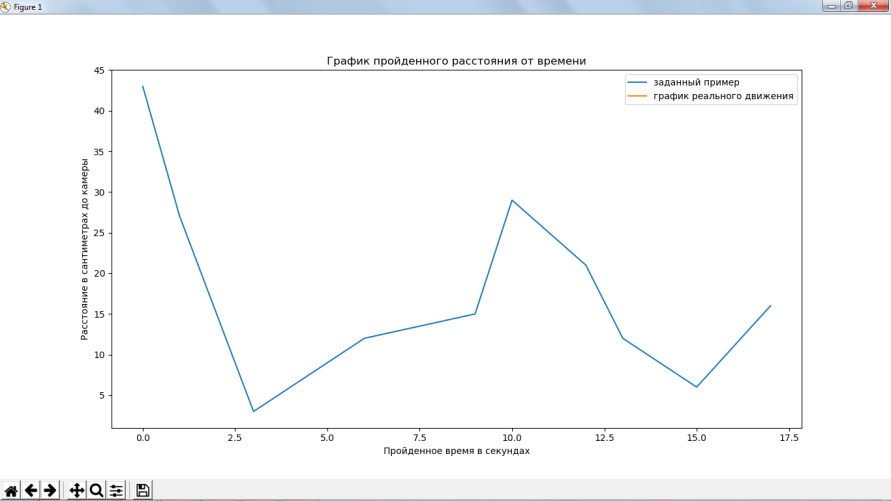 Figure 1
График пройденного расстояния от времени
заданный пример
график реального движения
Расстояние в сантиметрах до камеры
45
40
35
30
25
20
15
10
5
0.0 2.5 5.0 7.5 10.0 12.5 15.0 17.5
Пройденное время в секундах